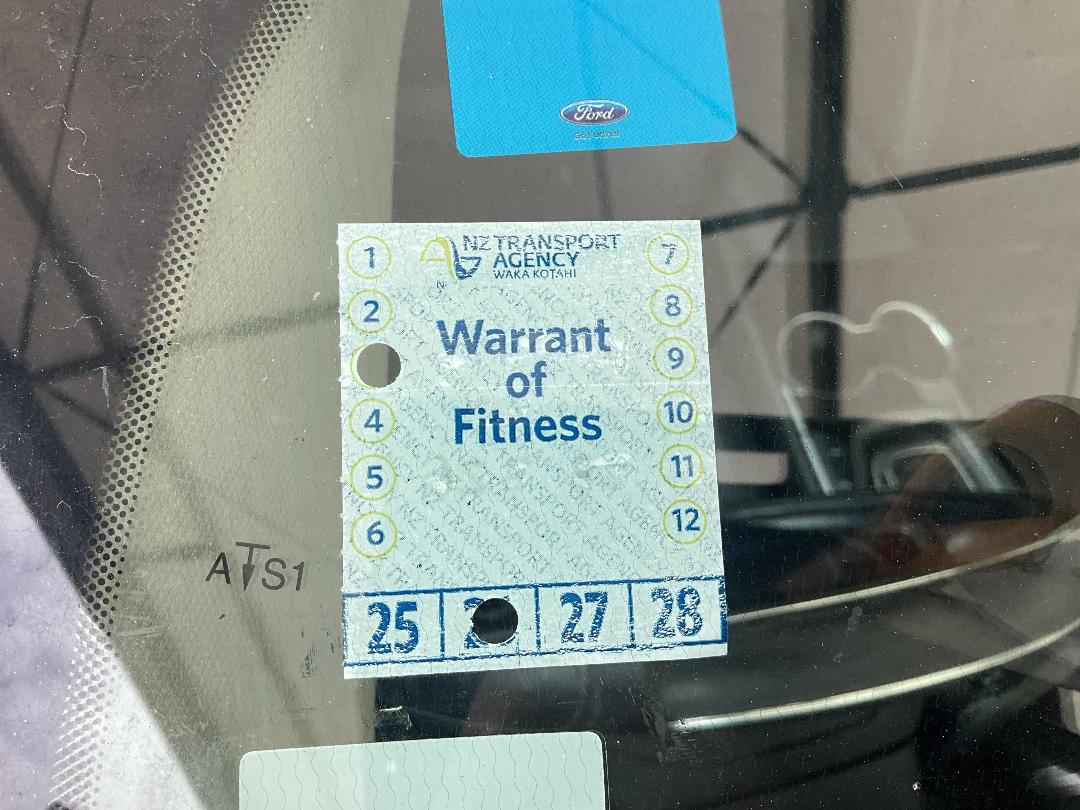 Ford
Go Further
1
NZ TRANSPORT
AGENCY
WAKA KOTAHI
7
2
8
Warrant
of
Fitness
9
4
10
5
11
6
12
ATS1
25
27
28